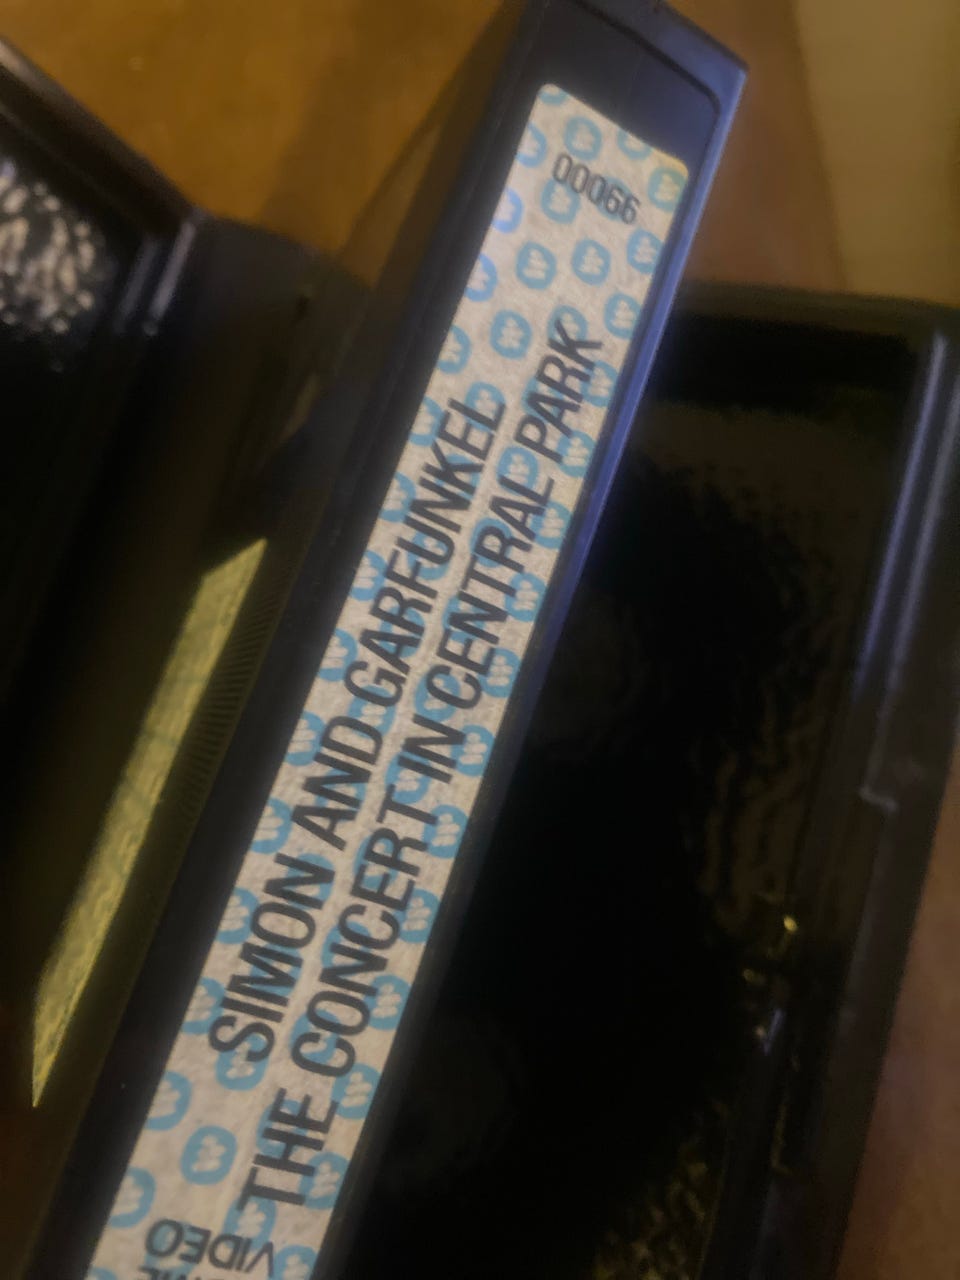 00066
SIMON AND GARFUNKEL
THE CONCERT IN CENTRAL PARK
VIDEO